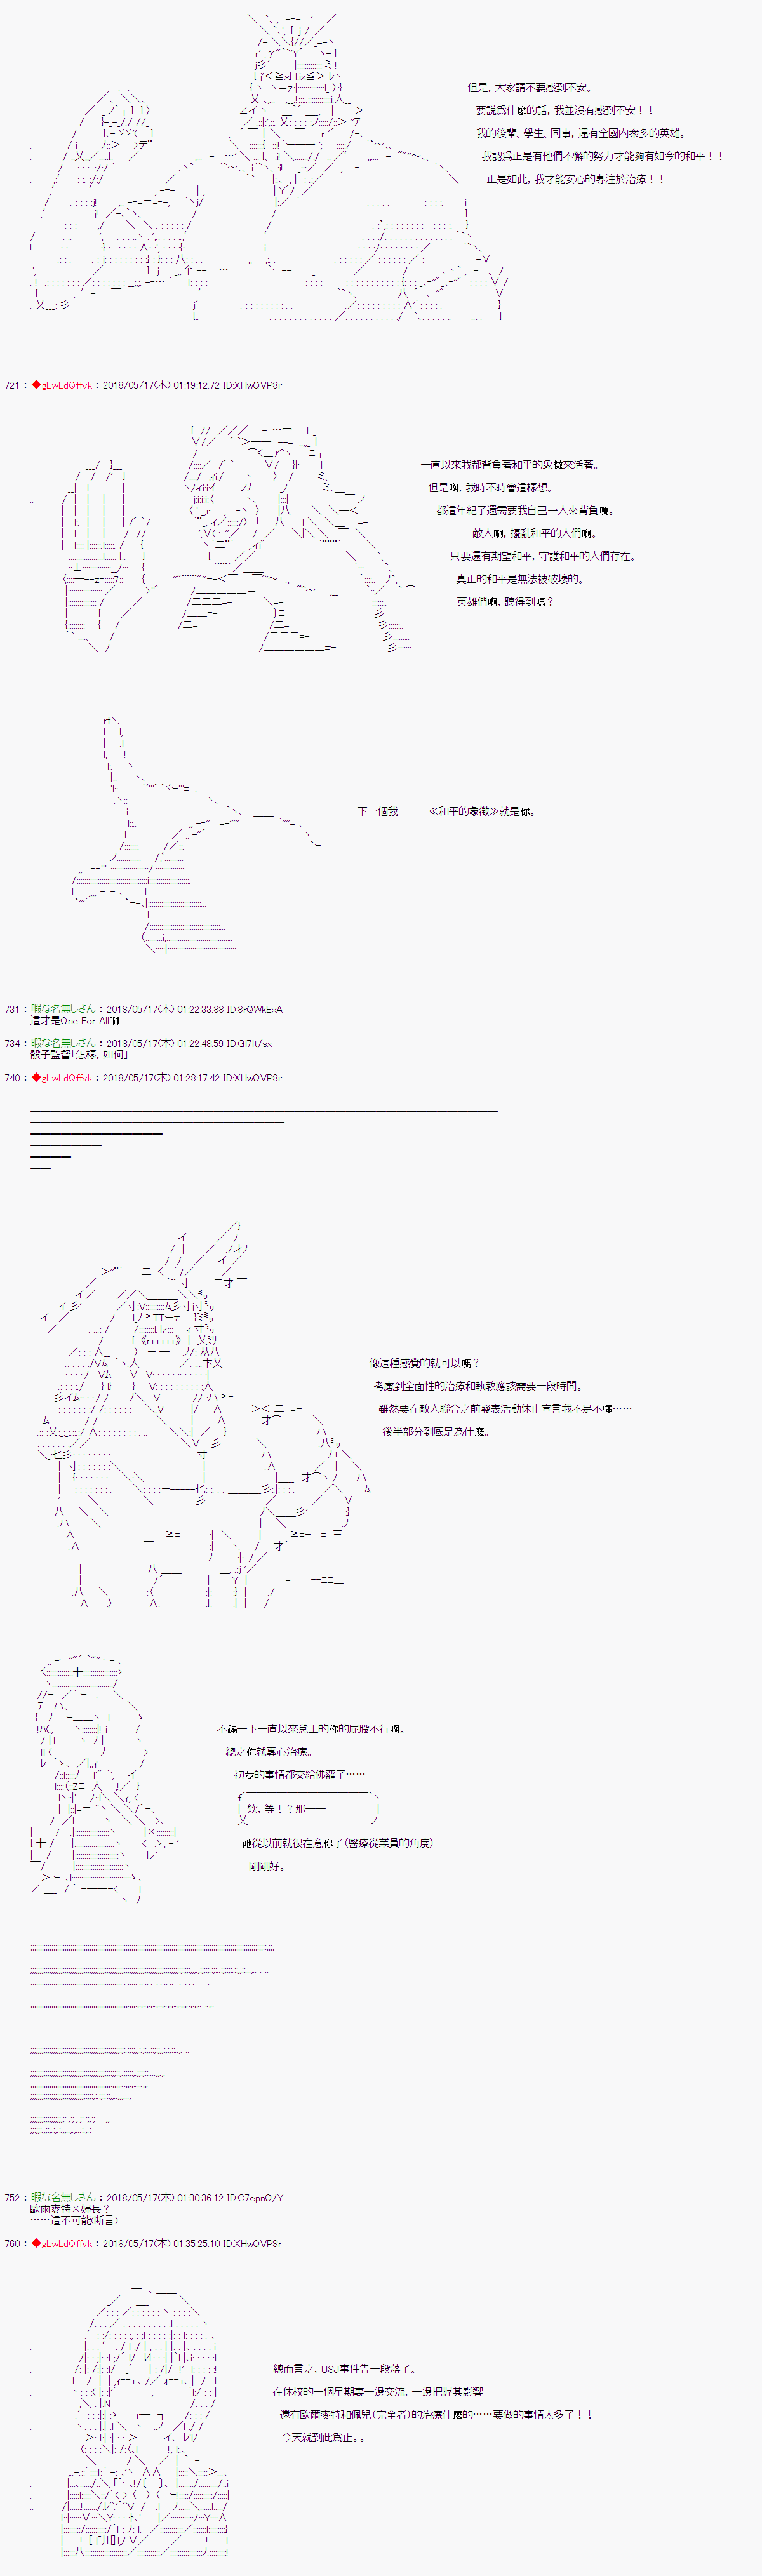 但是，大家請不要感到不安。
要説爲什麼的話，我並沒有感到不安！！
我的後輩、學生、同事，還有全國内衆多的英雄。
我認爲正是有他們不懈的努力才能夠有如今的和平！！
正是如此，我才能安心的專注於治療！！
721 ： ◆gLwLdQffvk ： 2018/05/17(木) 01:19:12.72 ID:XHwQVP8r
一直以來我都背負著和平的象徵來活著。
但是啊，我時不時會這樣想。
都這年紀了還需要我自己一人來背負嗎。
――――敵人啊，擾亂和平的人們啊。
只要還有期望和平，守護和平的人們存在。
真正的和平是無法被破壞的。
英雄們啊，聽得到嗎？
下一個我――――≪和平的象徵≫就是你。
731 ： 暇な名無しさん ： 2018/05/17(木) 01:22:33.88 ID:8rQWkExA
這才是One For All啊
734 ： 暇な名無しさん ： 2018/05/17(木) 01:22:48.59 ID:Gl7It/sx
骰子監督「怎樣，如何」
740 ： ◆gLwLdQffvk ： 2018/05/17(木) 01:28:17.42 ID:XHwQVP8r
像這種感覺的就可以嗎？
考慮到全面性的治療和執教應該需要一段時間。
雖然要在敵人聯合之前發表活動休止宣言我不是不懂……
後半部分到底是為什麼。
不踢一下一直以來怠工的你的屁股不行啊。
總之你就專心治療。
初步的事情都交給佛蘿了……
欸，等！？那――
她從以前就很在意你了(醫療從業員的角度)
剛剛好。
752 ： 暇な名無しさん ： 2018/05/17(木) 01:30:36.12 ID:C7epnQ/Y
歐爾麥特×婦長？
……這不可能(断言)
760 ： ◆gLwLdQffvk ： 2018/05/17(木) 01:35:25.10 ID:XHwQVP8r
總而言之，USJ事件告一段落了。
在休校的一個星期裏一邊交流，一邊把握其影響
還有歐爾麥特和佩兒(完全者)的治療什麼的……要做的事情太多了！！
今天就到此為止。。
[千川]